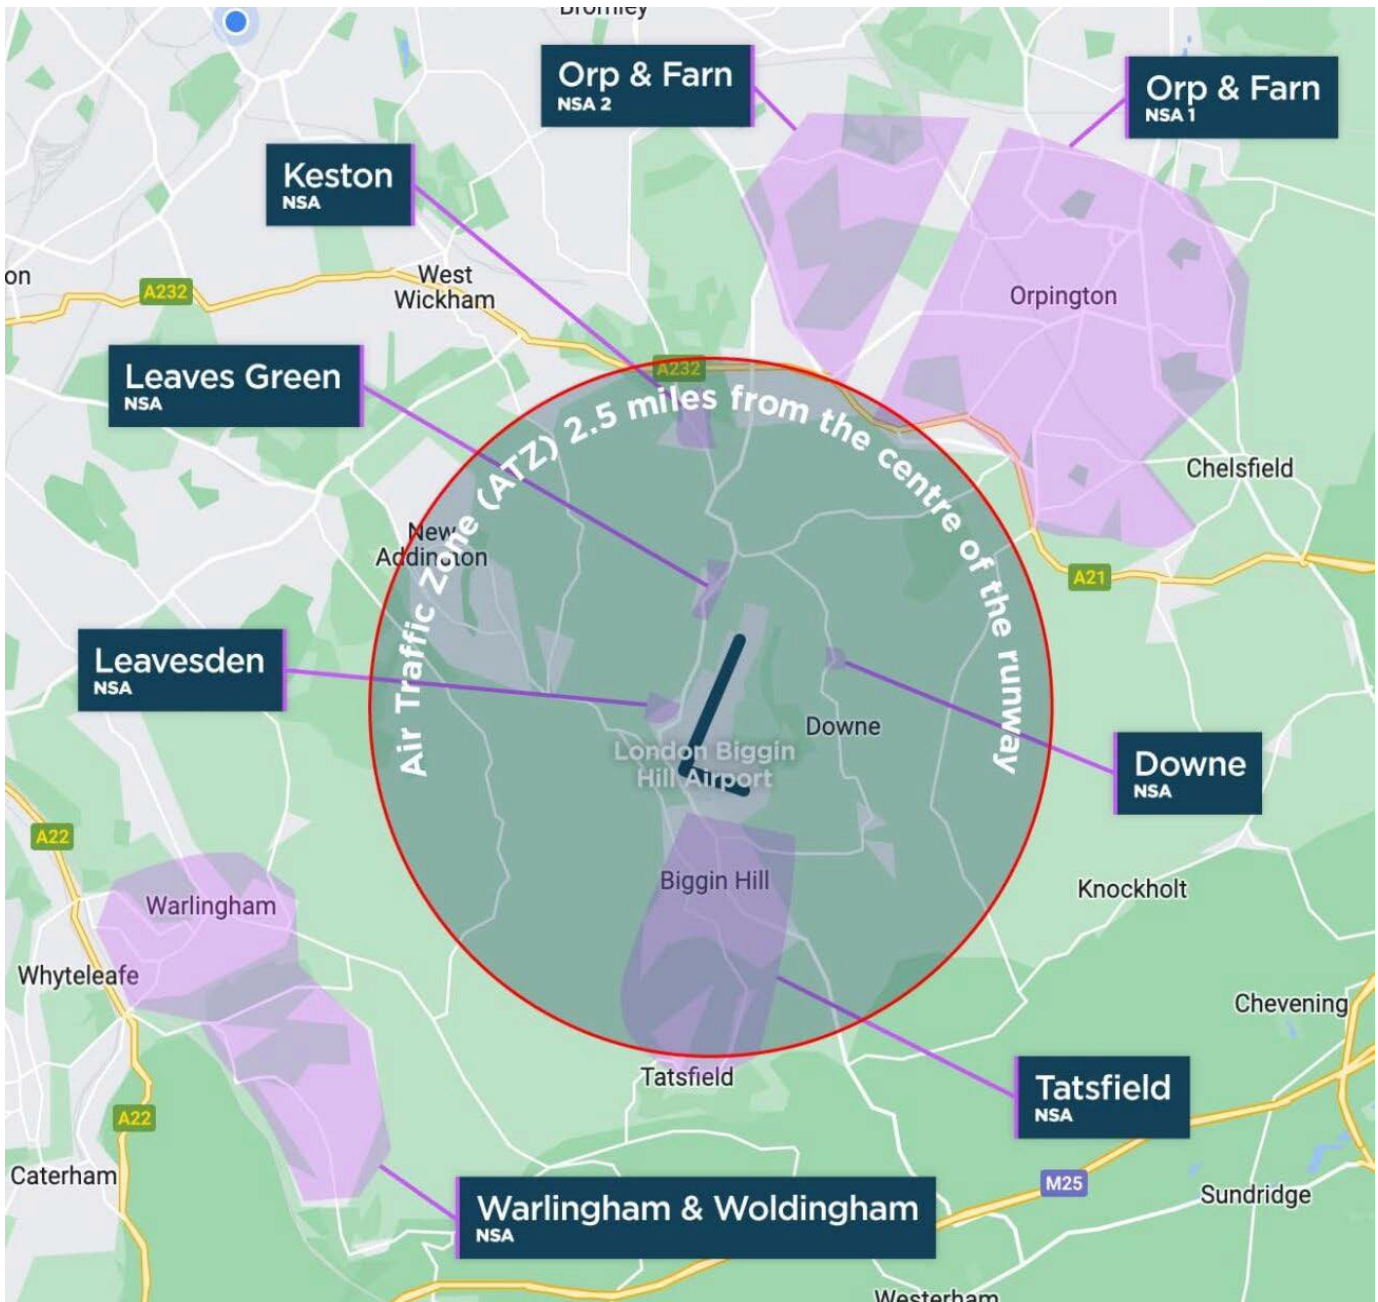 Bromley
Orp & Farn
NSA 2
Orp & Farn
NSA 1
Keston
NSA
on
West
Wickham
A232
Orpington
Leaves Green
NSA
A232
Air Traffic Zone (ATZ) 2.5 miles from the centre of the runway
Chelsfield
New
Addington
A21
Leavesden
NSA
Downe
London Biggin
Hill Airport
Downe
NSA
A22
Biggin Hill
Knockholt
Warlingham
Whyteleafe
Chevening
Tatsfield
Tatsfield
NSA
A22
Caterham
M25
Sundridge
Warlingham & Woldingham
NSA
Westerham